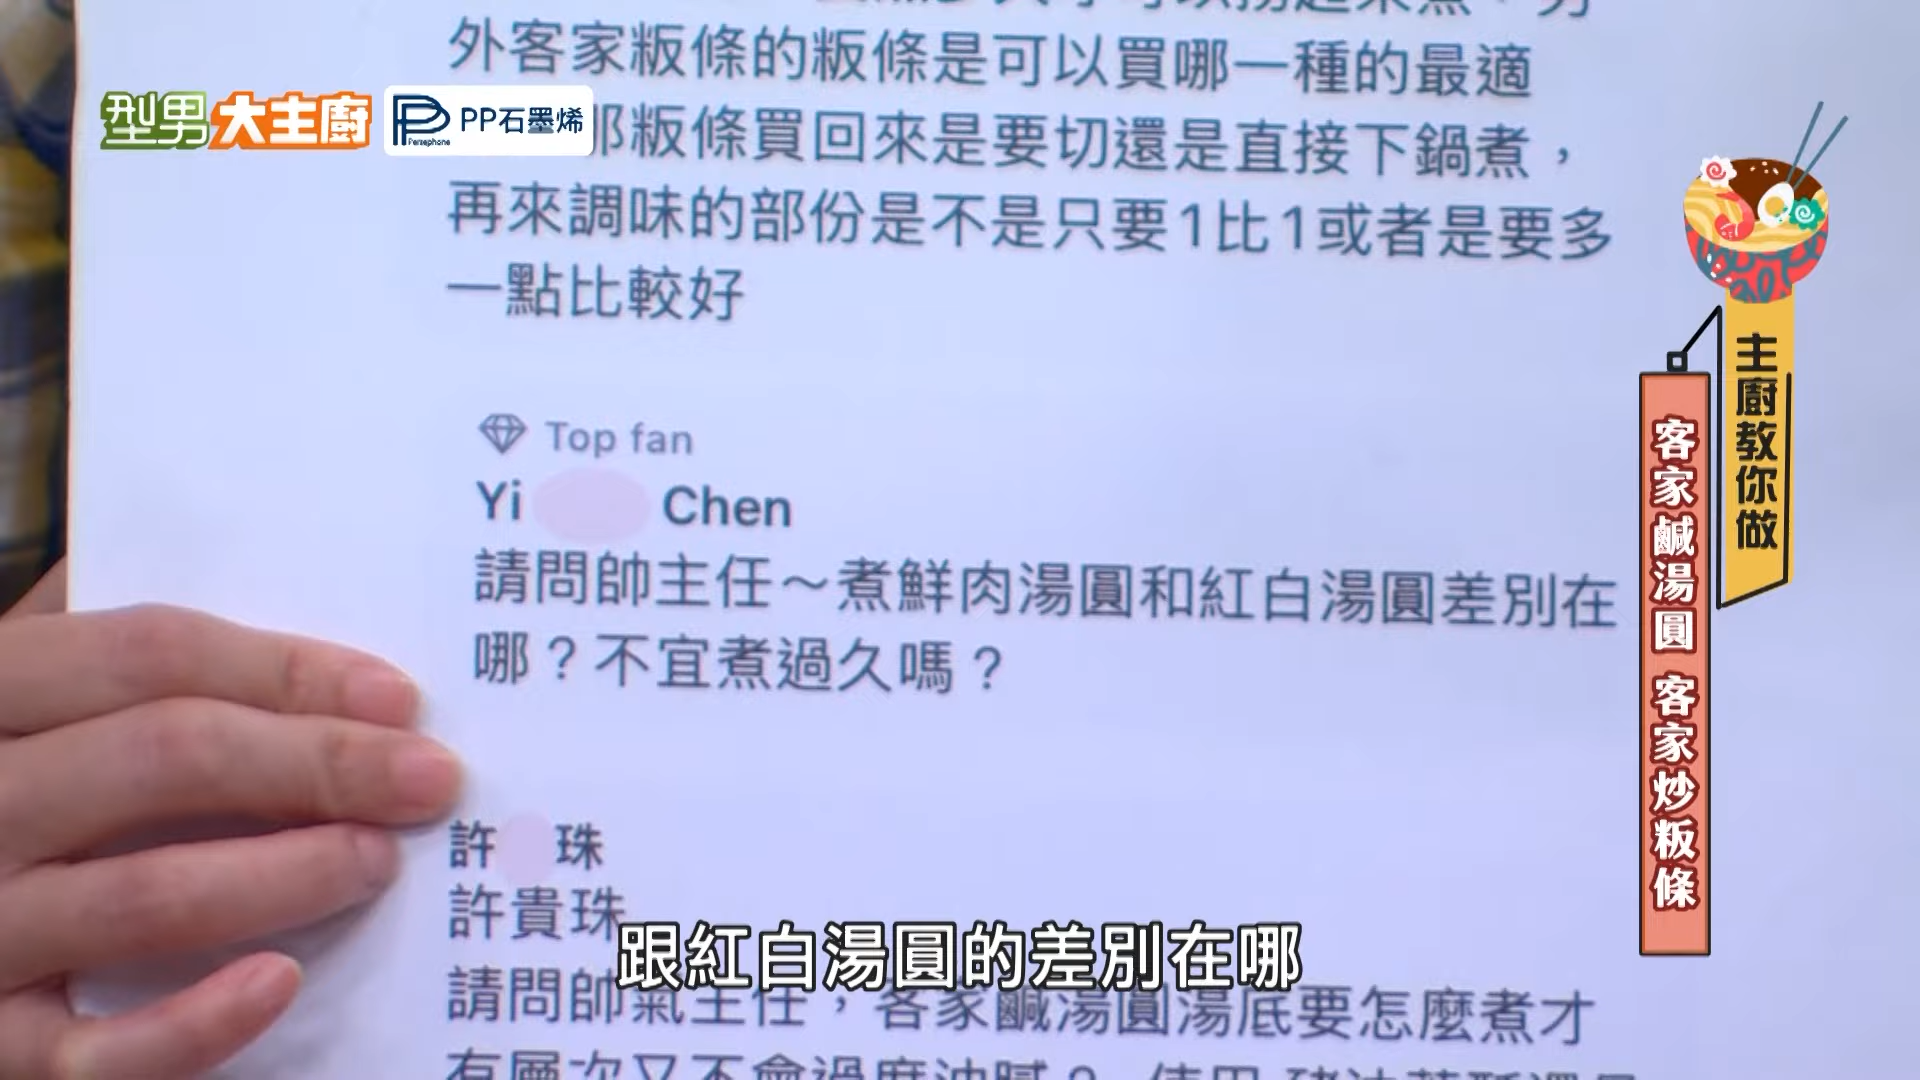 外客家粄條的粄條是可以買哪一種的最適
型男大主廚
PP石墨烯
Persephone
粄條買回來是要切還是直接下鍋煮，
再來調味的部份是不是只要1比1或者是要多
一點比較好
Top fan
Yi Chen
請問帥主任～煮鮮肉湯圓和紅白湯圓差別在
哪？不宜煮過久嗎？
許 珠
許貴珠
跟紅白湯圓的差別在哪
請問帥氣主任，客家鹹湯圓湯底要怎麼煮才
主廚教你做
客家鹹湯圓 客家炒粄條